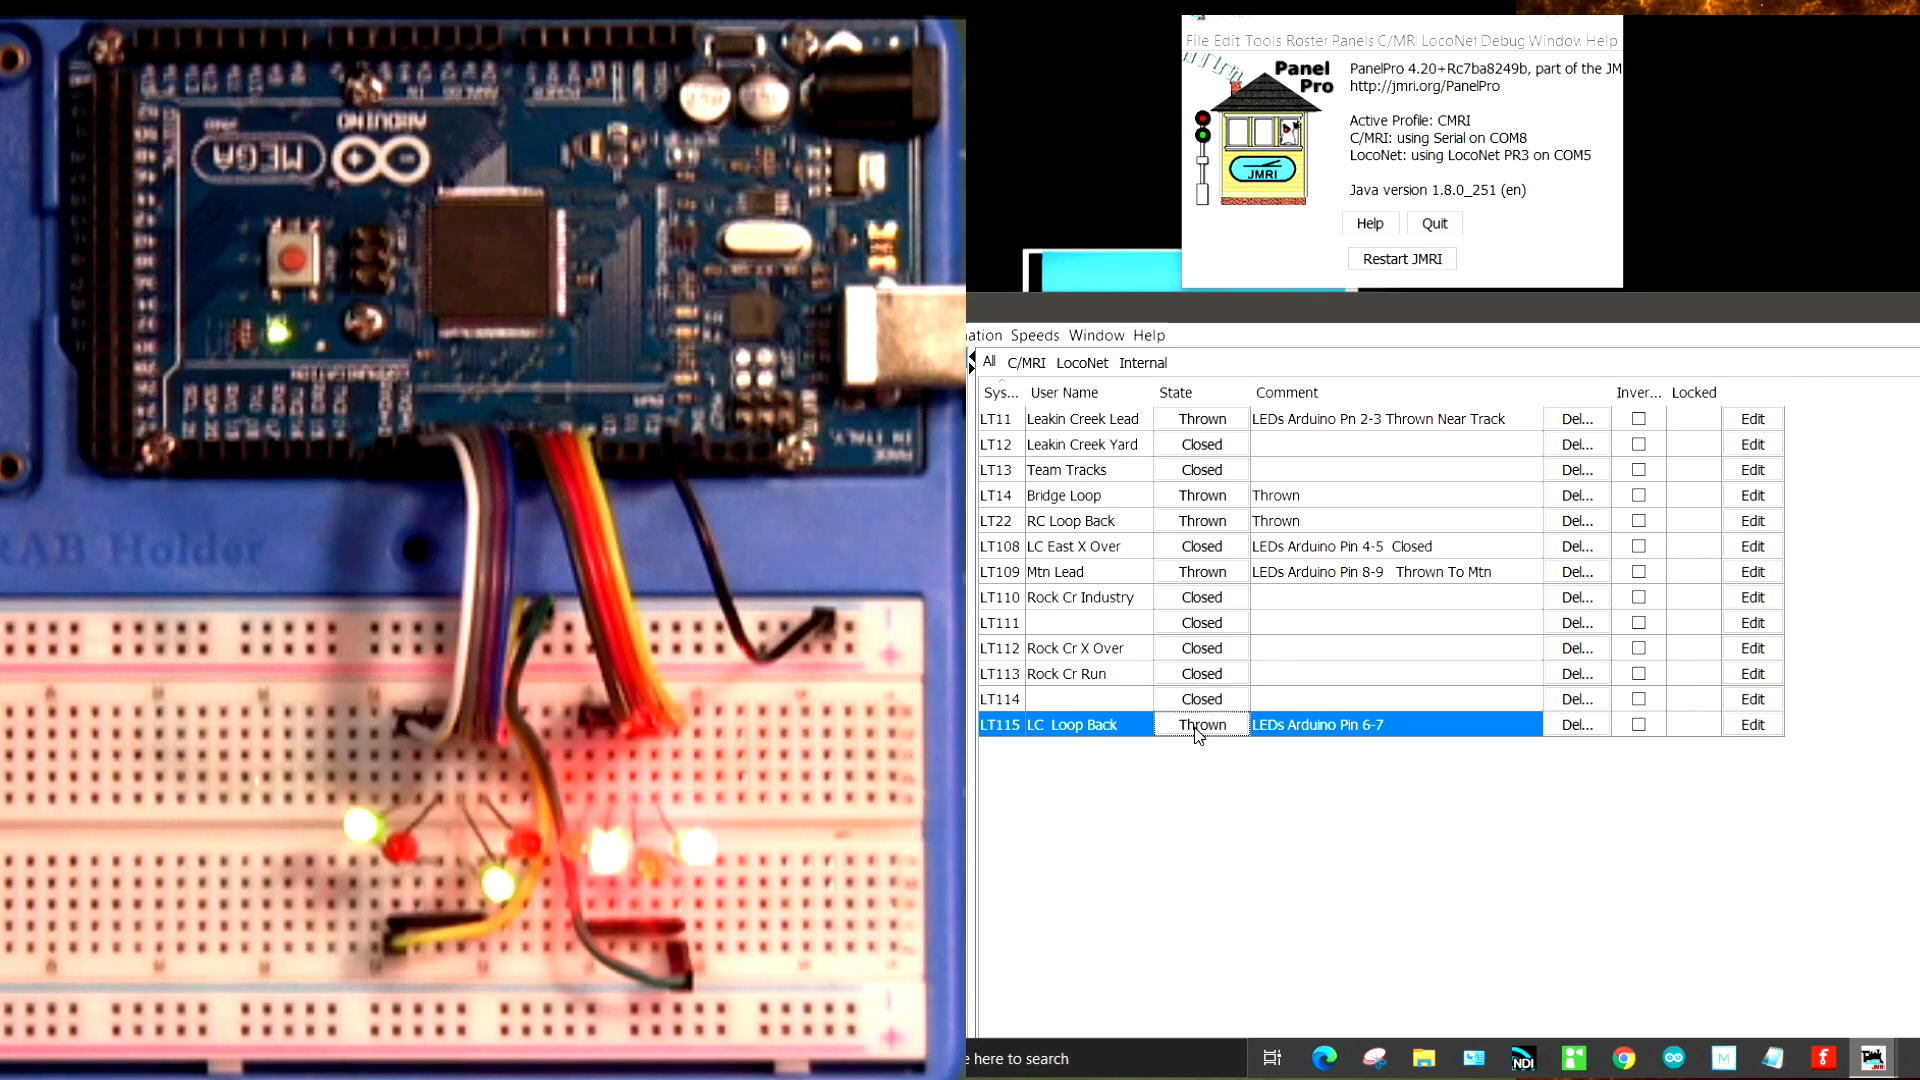 ARDUINO
MEGA
RAB Holder
File Edit Tools Roster Panels C/MRI LocoNet Debug Window Help
Panel
Pro
JMRI
PanelPro 4.20+Rc7ba8249b, part of the JM
http://jmri.org/PanelPro
Active Profile: CMRI
C/MRI: using Serial on COM8
LocoNet: using LocoNet PR3 on COM5
Java version 1.8.0_251 (en)
Help Quit
Restart JMRI
nation Speeds Window Help
All C/MRI LocoNet Internal
Sys... User Name State Comment Inver... Locked
LT11 Leakin Creek Lead Thrown LEDs Arduino Pn 2-3 Thrown Near Track Del... Edit
LT12 Leakin Creek Yard Closed Del... Edit
LT13 Team Tracks Closed Del... Edit
LT14 Bridge Loop Thrown Thrown Del... Edit
LT22 RC Loop Back Thrown Thrown Del... Edit
LT108 LC East X Over Closed LEDs Arduino Pin 4-5 Closed Del... Edit
LT109 Mtn Lead Thrown LEDs Arduino Pin 8-9 Thrown To Mtn Del... Edit
LT110 Rock Cr Industry Closed Del... Edit
LT111 Closed Del... Edit
LT112 Rock Cr X Over Closed Del... Edit
LT113 Rock Cr Run Closed Del... Edit
LT114 Closed Del... Edit
LT115 LC Loop Back Thrown LEDs Arduino Pin 6-7 Del... Edit
e here to search
NDI
M
f
JMRI